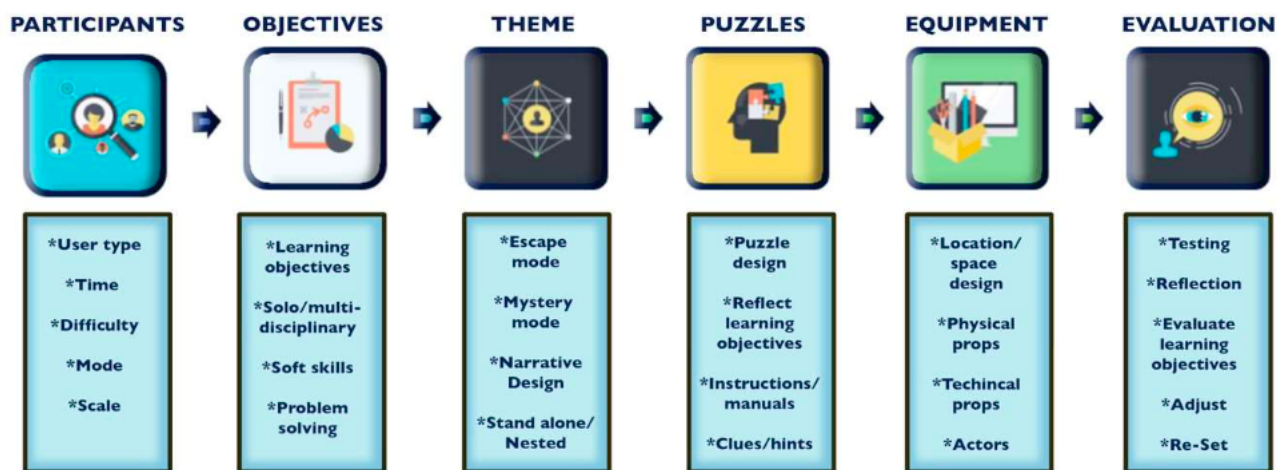 PARTICIPANTS
OBJECTIVES
THEME
PUZZLES
EQUIPMENT
EVALUATION
*User type
*Time
*Difficulty
*Mode
*Scale
*Learning
objectives
*Solo/multi-
disciplinary
*Soft skills
*Problem
solving
*Escape
mode
*Mystery
mode
*Narrative
Design
*Stand alone/
Nested
*Puzzle
design
*Reflect
learning
objectives
*Instructions/
manuals
*Clues/hints
*Location/
space
design
*Physical
props
*Techincal
props
*Actors
*Testing
*Reflection
*Evaluate
learning
objectives
*Adjust
*Re-Set